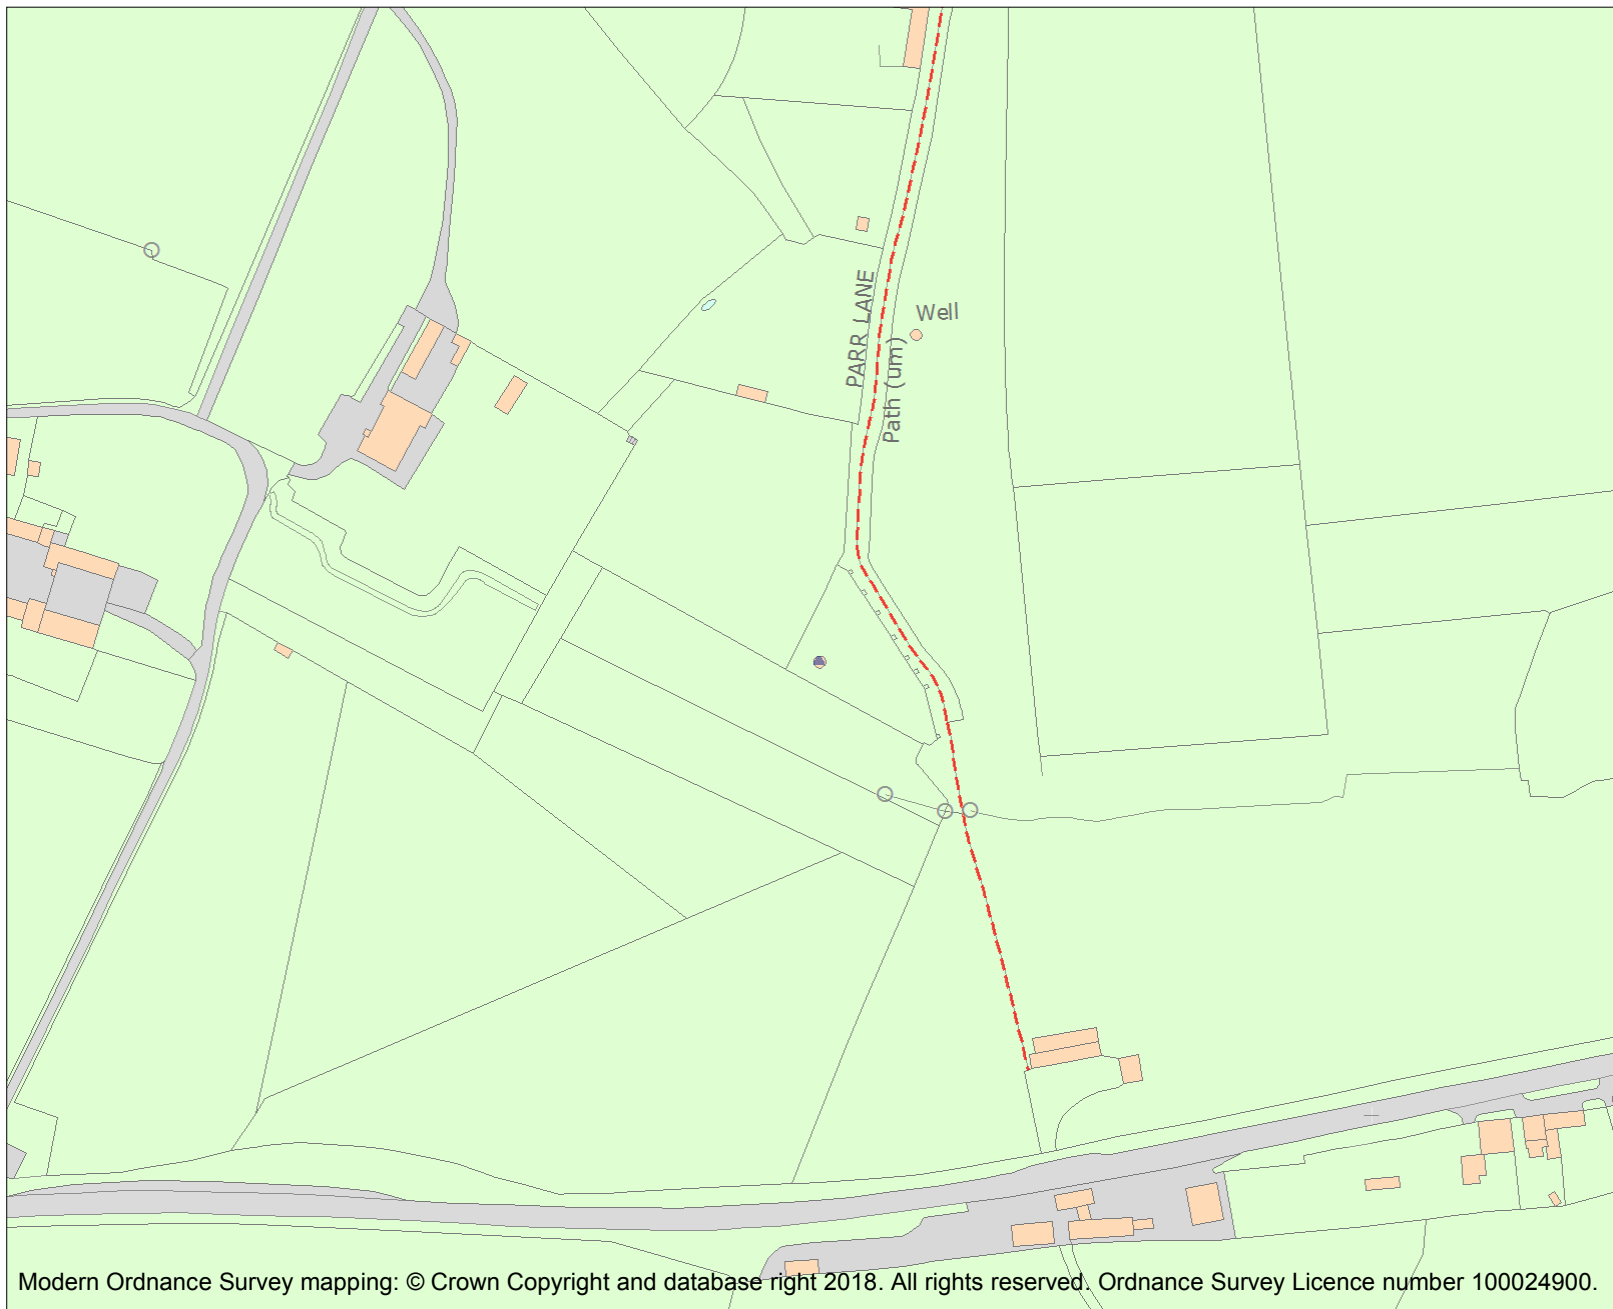 Well
PARR LANE
Path (um)
Modern Ordnance Survey mapping: © Crown Copyright and database right 2018. All rights reserved. Ordnance Survey Licence number 100024900.